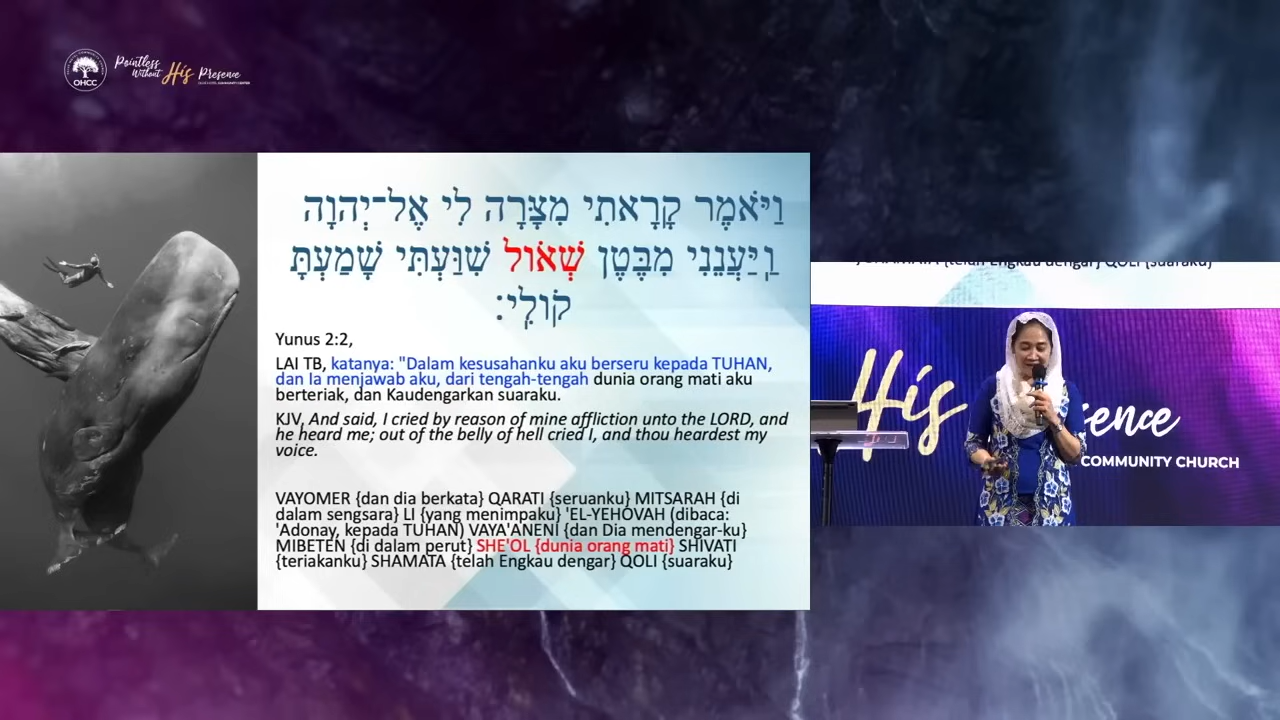 OHCC
Pointless
Without His Presence
וַיֹּאמֶר קָרָאתִי מִצָּרָה לִי אֶל־יְהוָה
וַֽיַּעֲנֵנִי מִבֶּטֶן שְׁאוֹל שִׁוַּעְתִּי שָׁמַעְתָּ
קוֹלִֽי׃
Yunus 2:2,
LAI TB, katanya: "Dalam kesusahanku aku berseru kepada TUHAN,
dan Ia menjawab aku, dari tengah-tengah dunia orang mati aku
berteriak, dan Kaudengarkan suaraku.
KJV, And said, I cried by reason of mine affliction unto the LORD, and
he heard me; out of the belly of hell cried I, and thou heardest my
voice.
VAYOMER {dan dia berkata} QARATI {seruanku} MITSARAH {di
dalam sengsara} LI {yang menimpaku} 'EL-YEHOVAH (dibaca:
'Adonay, kepada TUHAN) VAYA'ANENI {dan Dia mendengar-ku}
MIBETEN {di dalam perut} SHE'OL {dunia orang mati} SHIVATI
{teriakanku} SHAMATA {telah Engkau dengar} QOLI {suaraku}
{telah Engkau dengar} QOLI {suaraku}
His
ence
COMMUNITY CHURCH